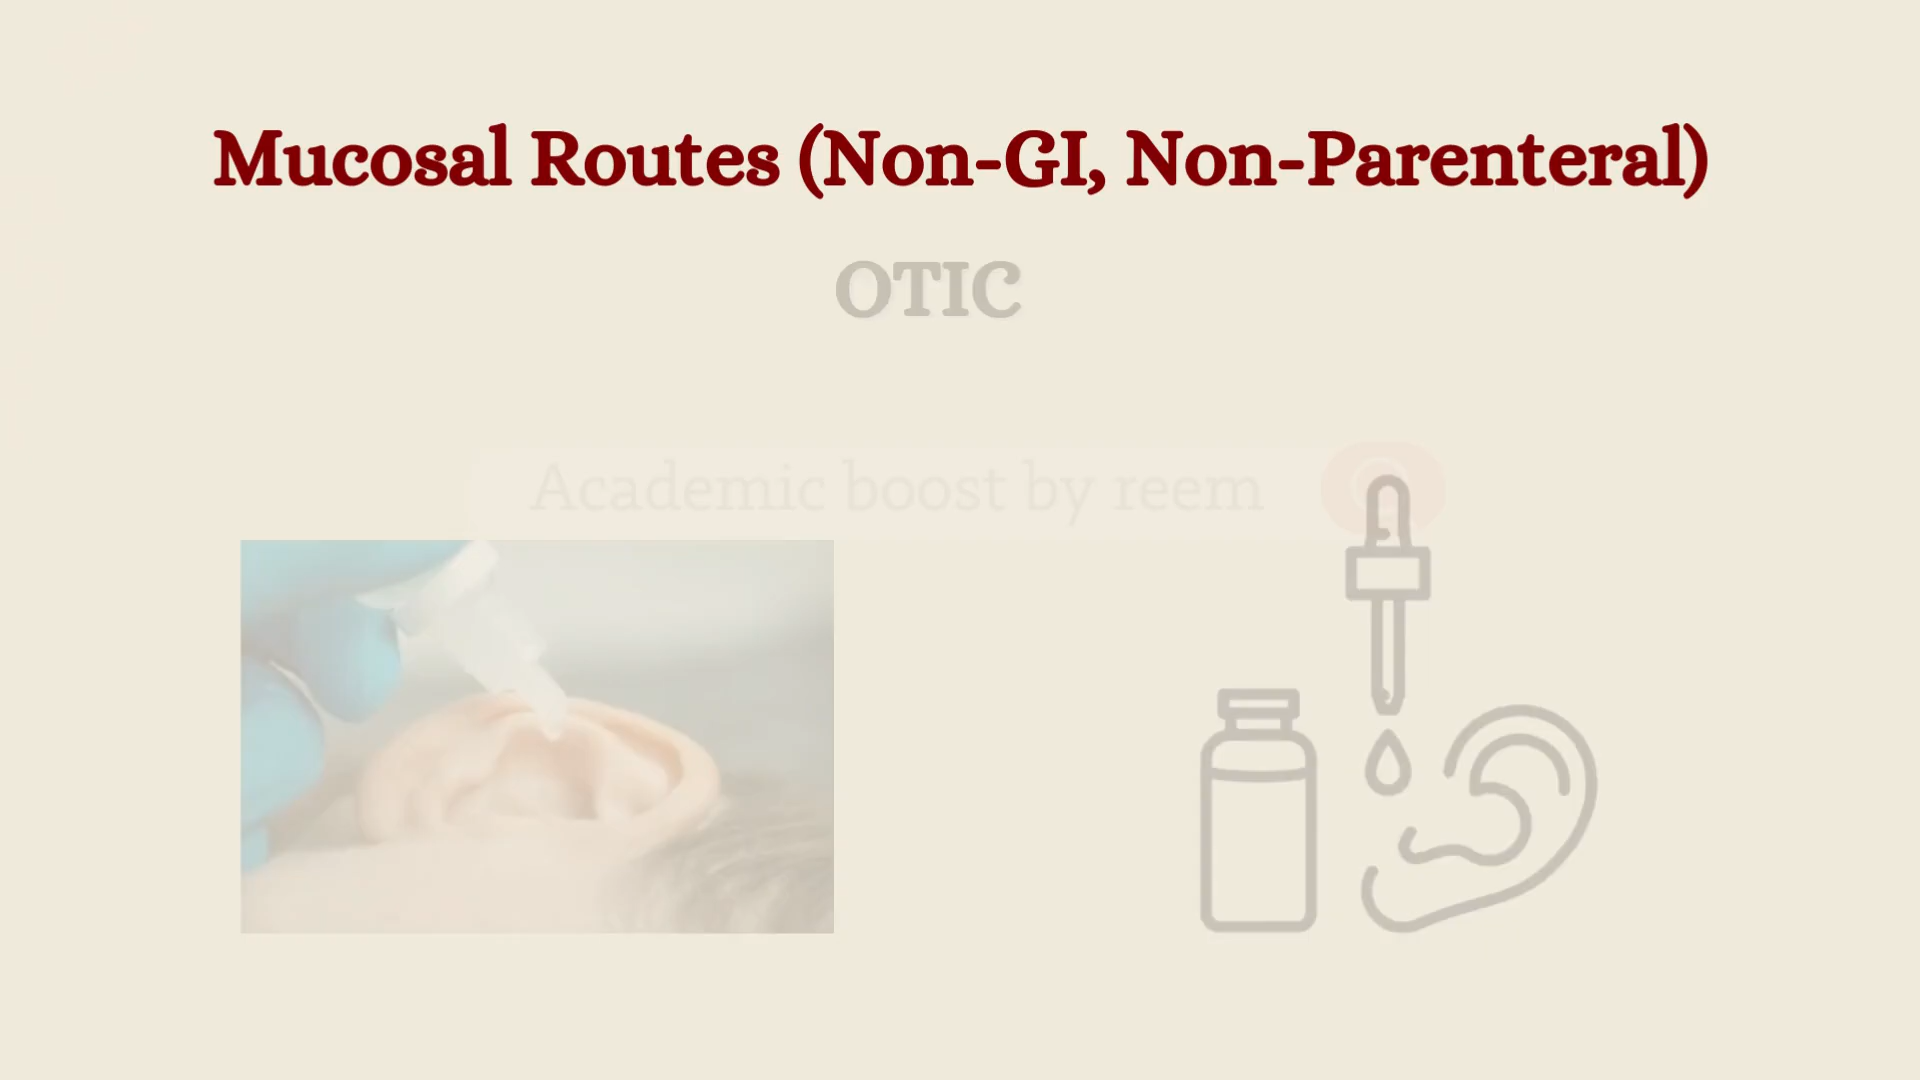 Mucosal Routes (Non-GI, Non-Parenteral)
OTIC
Academic boost by reem